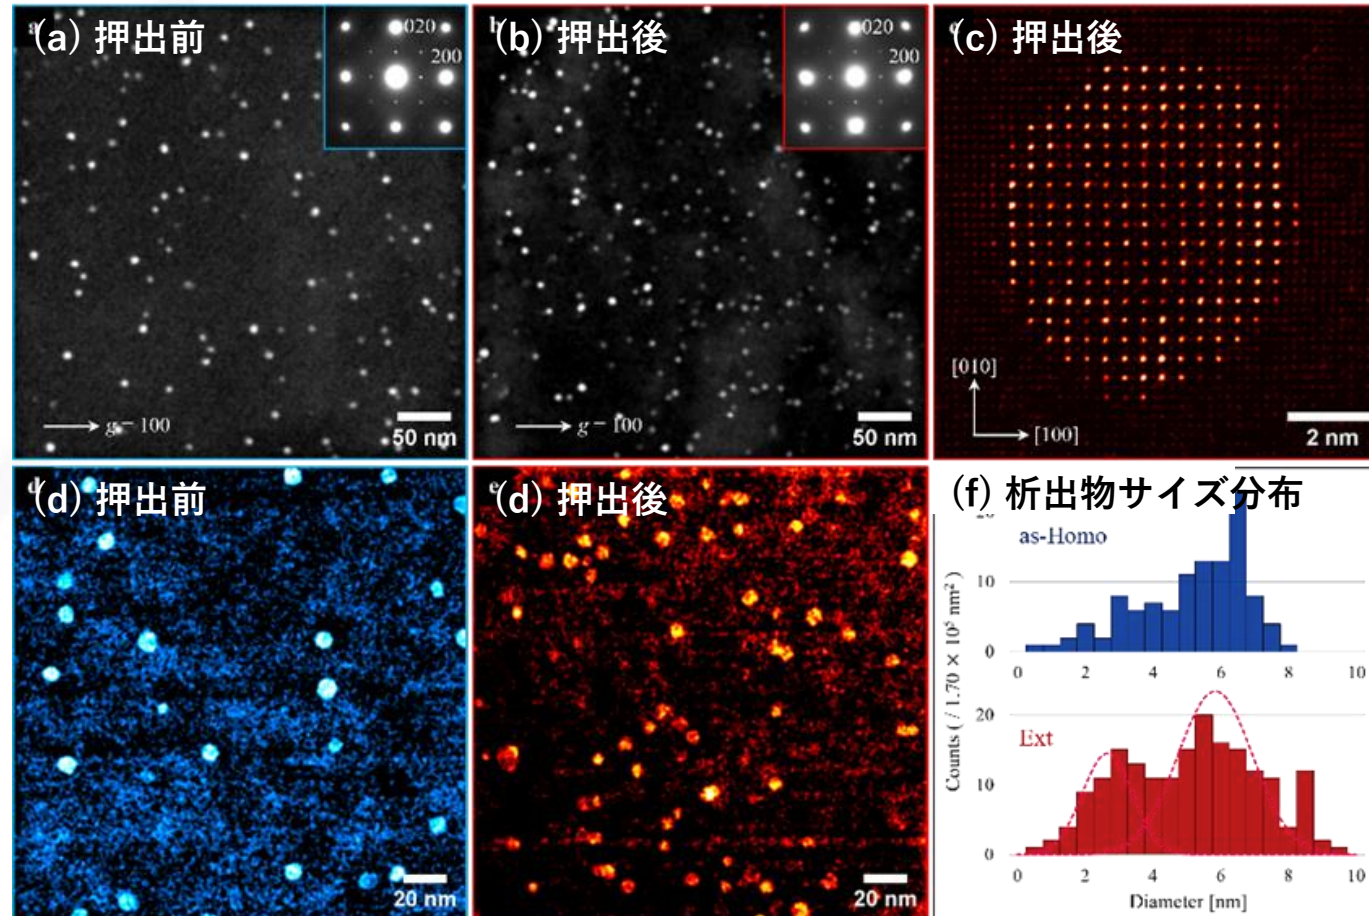 (a) 押出前
020
200
g = 100
50 nm
(b) 押出後
020
200
g = 100
50 nm
(c) 押出後
[010]
[100]
2 nm
(d) 押出前
20 nm
(d) 押出後
20 nm
(f) 析出物サイズ分布
as-Homo
10
0
0 2 4 6 8 10
Ext
20
10
0
0 2 4 6 8 10
Counts ( / 1.70 × 10⁵ nm² )
Diameter [nm]